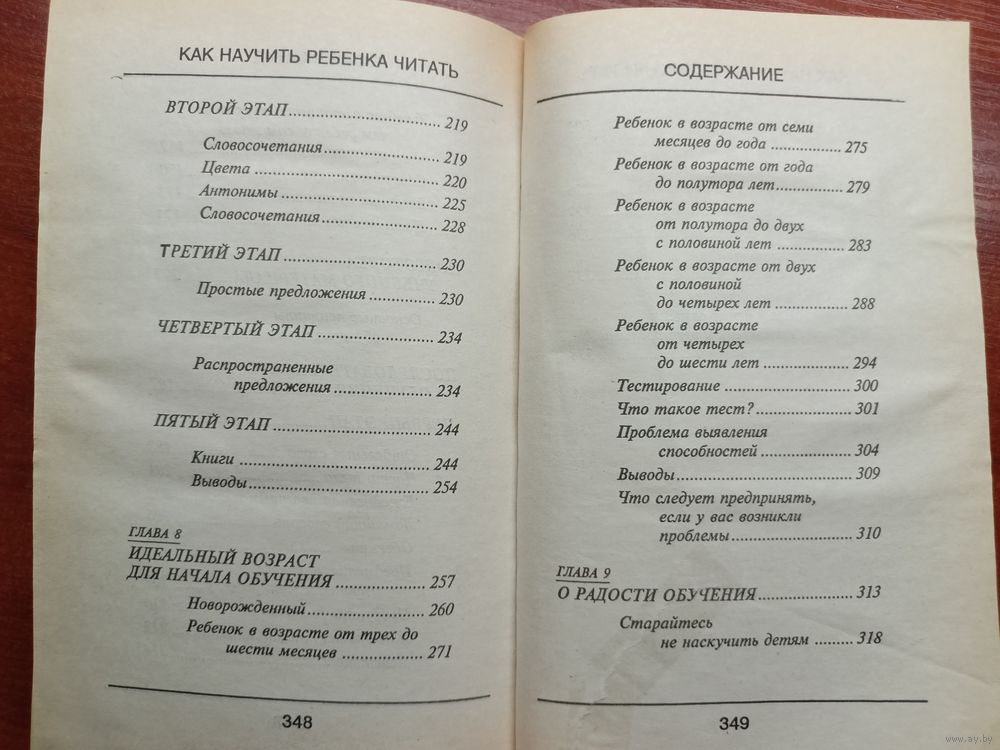 КАК НАУЧИТЬ РЕБЕНКА ЧИТАТЬ
ВТОРОЙ ЭТАП.......................................219
Словосочетания.............................219
Цвета.............................................220
Антонимы......................................225
Словосочетания..............................228
ТРЕТИЙ ЭТАП.......................................230
Простые предложения..................230
ЧЕТВЕРТЫЙ ЭТАП................................234
Распространенные
предложения...........................234
ПЯТЫЙ ЭТАП........................................244
Книги.............................................244
Выводы...........................................254
ГЛАВА 8
ИДЕАЛЬНЫЙ ВОЗРАСТ
ДЛЯ НАЧАЛА ОБУЧЕНИЯ.......................257
Новорожденный...............................260
Ребенок в возрасте от трех до
шести месяцев....................271
348
СОДЕРЖАНИЕ
Ребенок в возрасте от семи
месяцев до года................275
Ребенок в возрасте от года
до полутора лет................279
Ребенок в возрасте
от полутора до двух
с половиной лет................283
Ребенок в возрасте от двух
с половиной
до четырех лет................288
Ребенок в возрасте
от четырех
до шести лет....................294
Тестирование..........................300
Что такое тест?.....................301
Проблема выявления
способностей.....................304
Выводы....................................309
Что следует предпринять,
если у вас возникли
проблемы...........................310
ГЛАВА 9
О РАДОСТИ ОБУЧЕНИЯ.....................313
Старайтесь
не наскучить детям.........318
349
www.ay.by